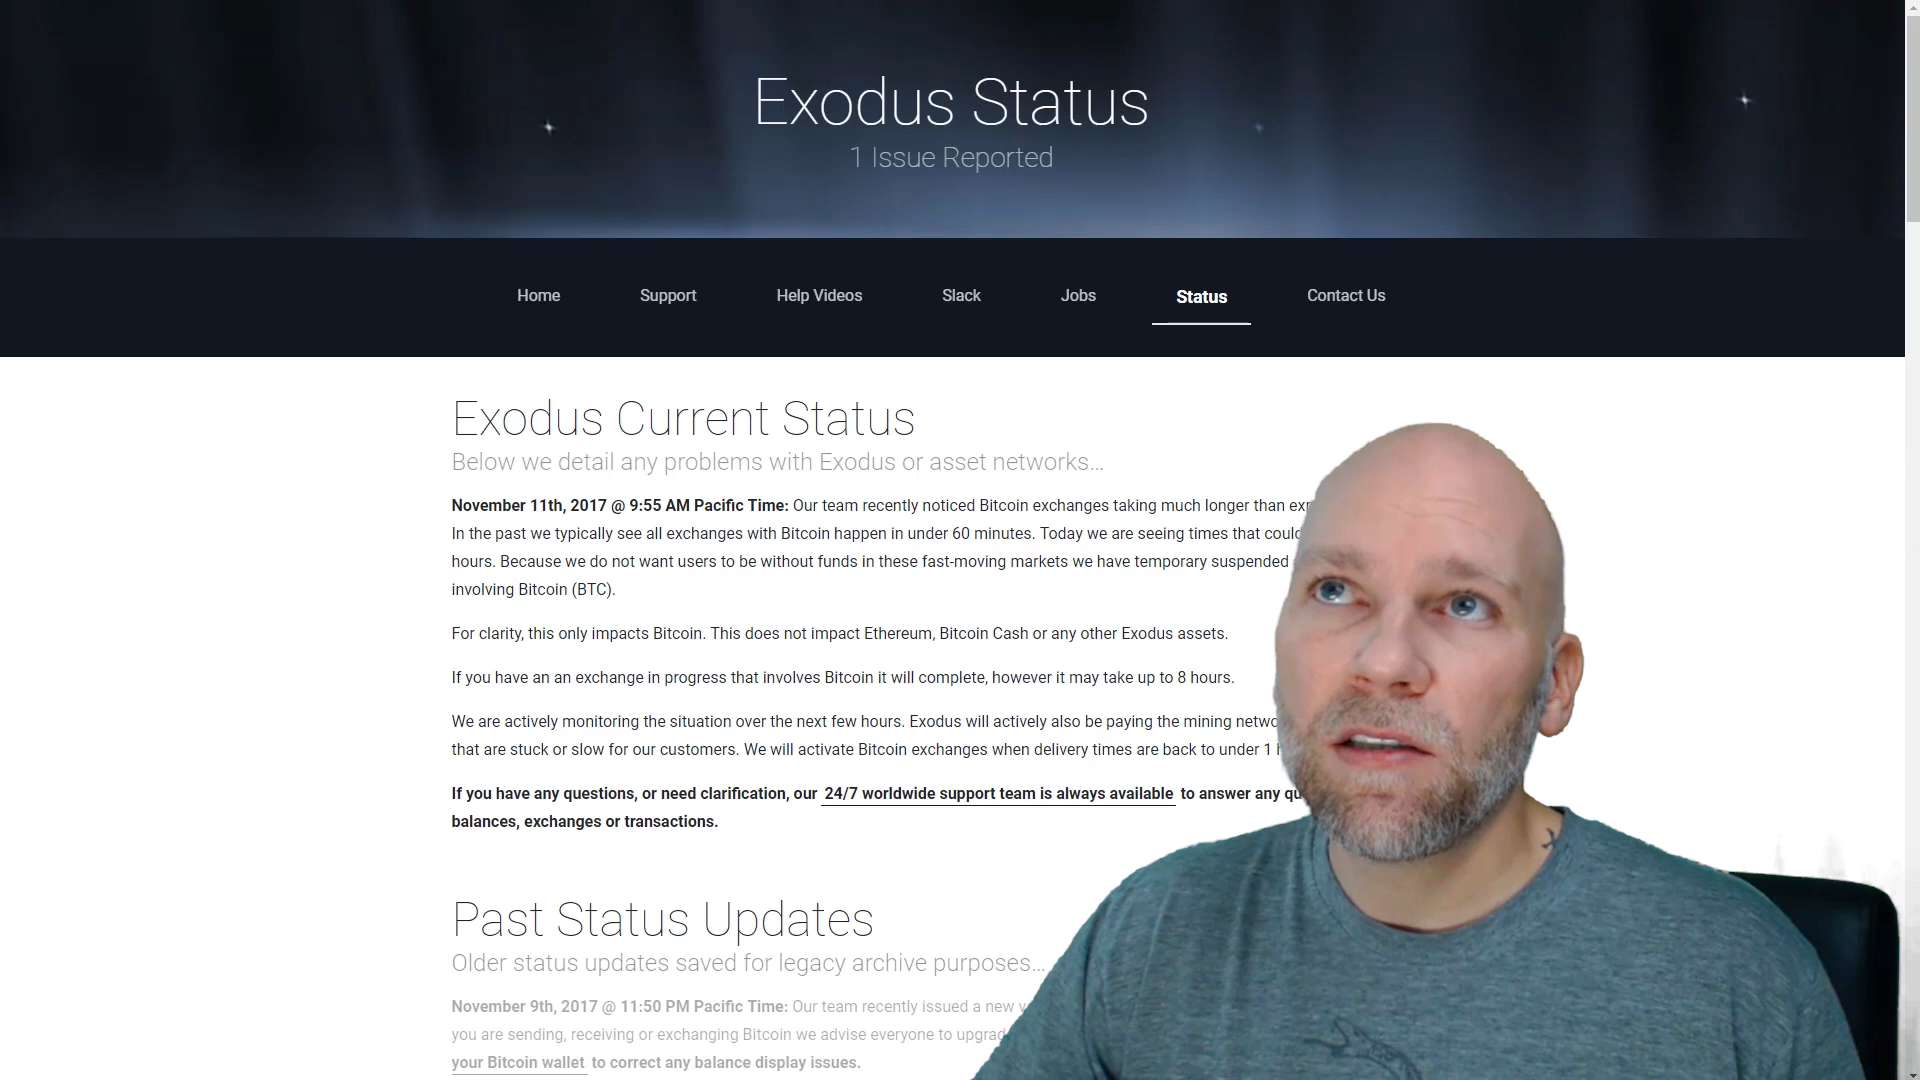 Exodus Status
1 Issue Reported
Home Support Help Videos Slack Jobs Status Contact Us
Exodus Current Status
Below we detail any problems with Exodus or asset networks...
November 11th, 2017 @ 9:55 AM Pacific Time: Our team recently noticed Bitcoin exchanges taking much longer than
In the past we typically see all exchanges with Bitcoin happen in under 60 minutes. Today we are seeing times that
hours. Because we do not want users to be without funds in these fast-moving markets we have temporary suspended
involving Bitcoin (BTC).
For clarity, this only impacts Bitcoin. This does not impact Ethereum, Bitcoin Cash or any other Exodus assets.
If you have an an exchange in progress that involves Bitcoin it will complete, however it may take up to 8 hours.
We are actively monitoring the situation over the next few hours. Exodus will actively also be paying the mining
that are stuck or slow for our customers. We will activate Bitcoin exchanges when delivery times are back to under 1
If you have any questions, or need clarification, our 24/7 worldwide support team is always available to answer any
balances, exchanges or transactions.
Past Status Updates
Older status updates saved for legacy archive purposes...
November 9th, 2017 @ 11:50 PM Pacific Time: Our team recently issued a new
you are sending, receiving or exchanging Bitcoin we advise everyone to
your Bitcoin wallet to correct any balance display issues.